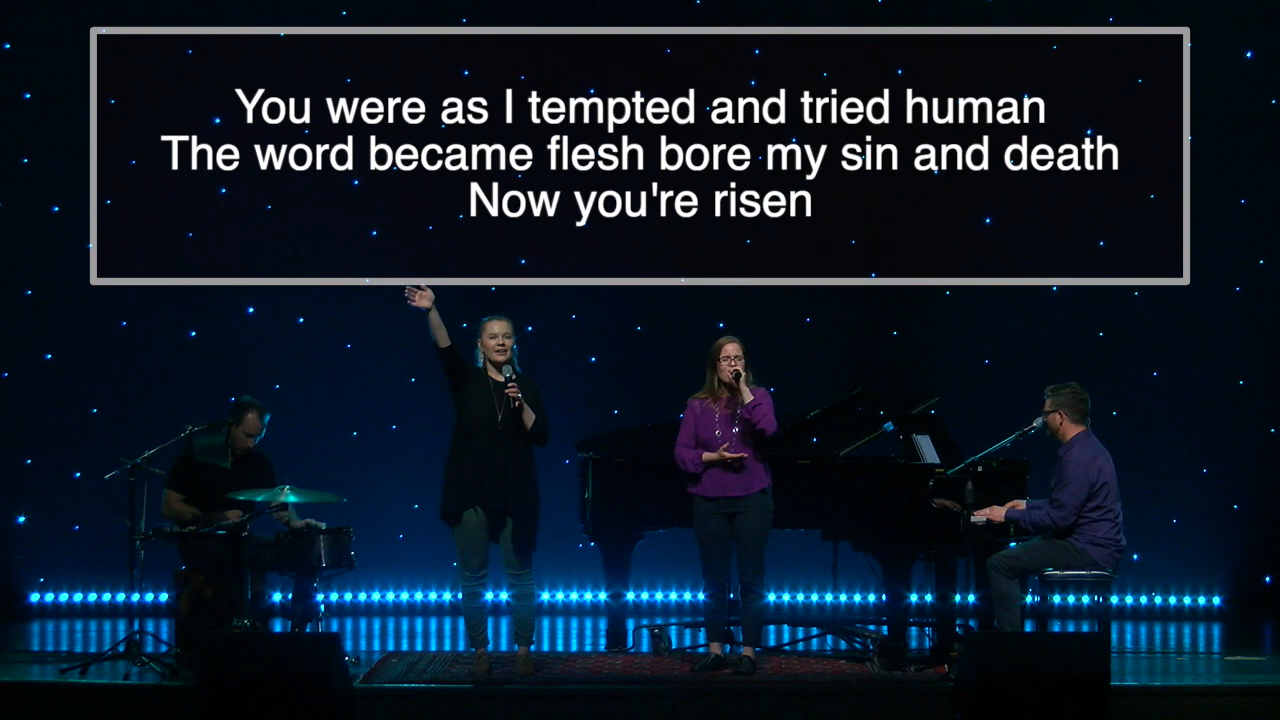 You were as I tempted and tried human
The word became flesh bore my sin and death
Now you're risen